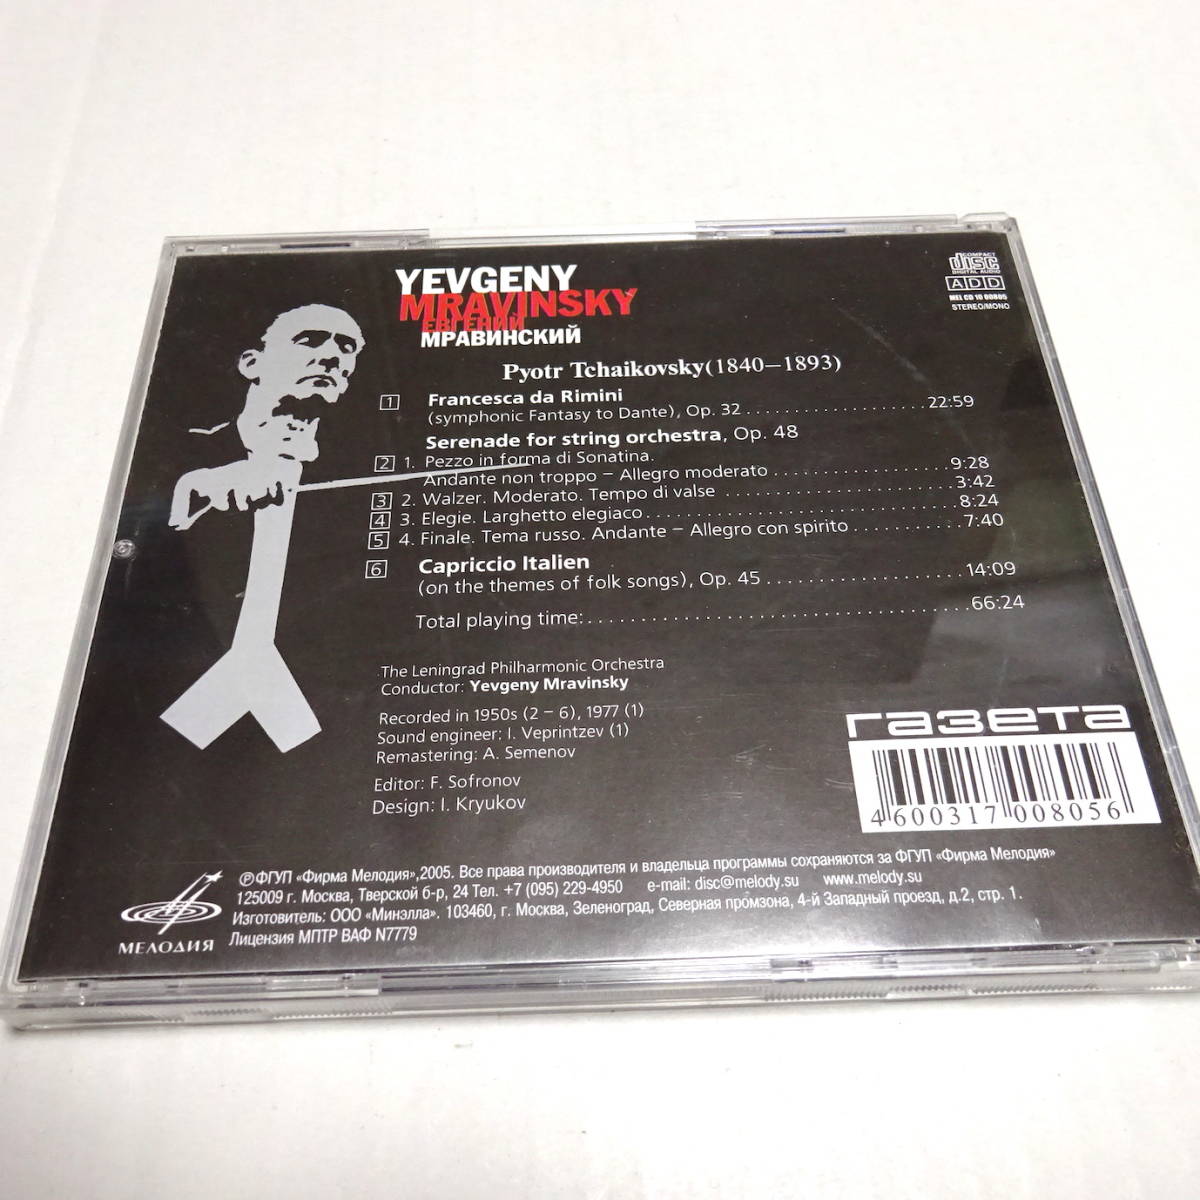 YEVGENY
MRAVINSKY
ЕВГЕНИЙ
МРАВИНСКИЙ
COMPACT
disc
DIGITAL AUDIO
ADD
MEL CD 10 00805
STEREO/MONO
Pyotr Tchaikovsky (1840–1893)
1 Francesca da Rimini
(symphonic Fantasy to Dante), Op. 32 .................... 22:59
Serenade for string orchestra, Op. 48
2 1. Pezzo in forma di Sonatina.
Andante non troppo – Allegro moderato .................... 9:28
3 2. Walzer. Moderato. Tempo di valse .................... 3:42
4 3. Elegie. Larghetto elegiaco .................... 8:24
5 4. Finale. Tema russo. Andante – Allegro con spirito ........... 7:40
6 Capriccio Italien
(on the themes of folk songs), Op. 45 .................... 14:09
Total playing time: .................... 66:24
The Leningrad Philharmonic Orchestra
Conductor: Yevgeny Mravinsky
Recorded in 1950s (2 – 6), 1977 (1)
Sound engineer: I. Veprintzev (1)
Remastering: A. Semenov
Editor: F. Sofronov
Design: I. Kryukov
газета
4 600317 008056
МЕЛОДИЯ
℗ФГУП «Фирма Мелодия»,2005. Все права производителя и владельца программы сохраняются за ФГУП «Фирма Мелодия»
125009 г. Москва, Тверской б-р, 24 Тел. +7 (095) 229-4950 e-mail: disc@melody.su www.melody.su
Изготовитель: ООО «Минэлла». 103460, г. Москва, Зеленоград, Северная промзона, 4-й Западный проезд, д.2, стр. 1.
Лицензия МПТР ВАФ N7779